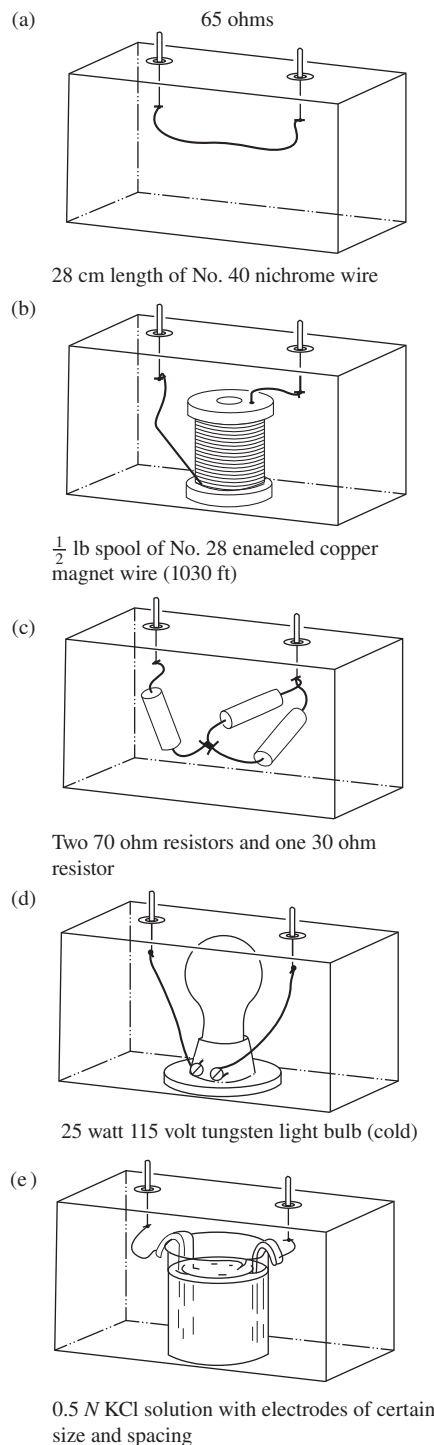 (a) 65 ohms
28 cm length of No. 40 nichrome wire
(b)
1/2 lb spool of No. 28 enameled copper
magnet wire (1030 ft)
(c)
Two 70 ohm resistors and one 30 ohm
resistor
(d)
25 watt 115 volt tungsten light bulb (cold)
(e)
0.5 N KCl solution with electrodes of certain
size and spacing